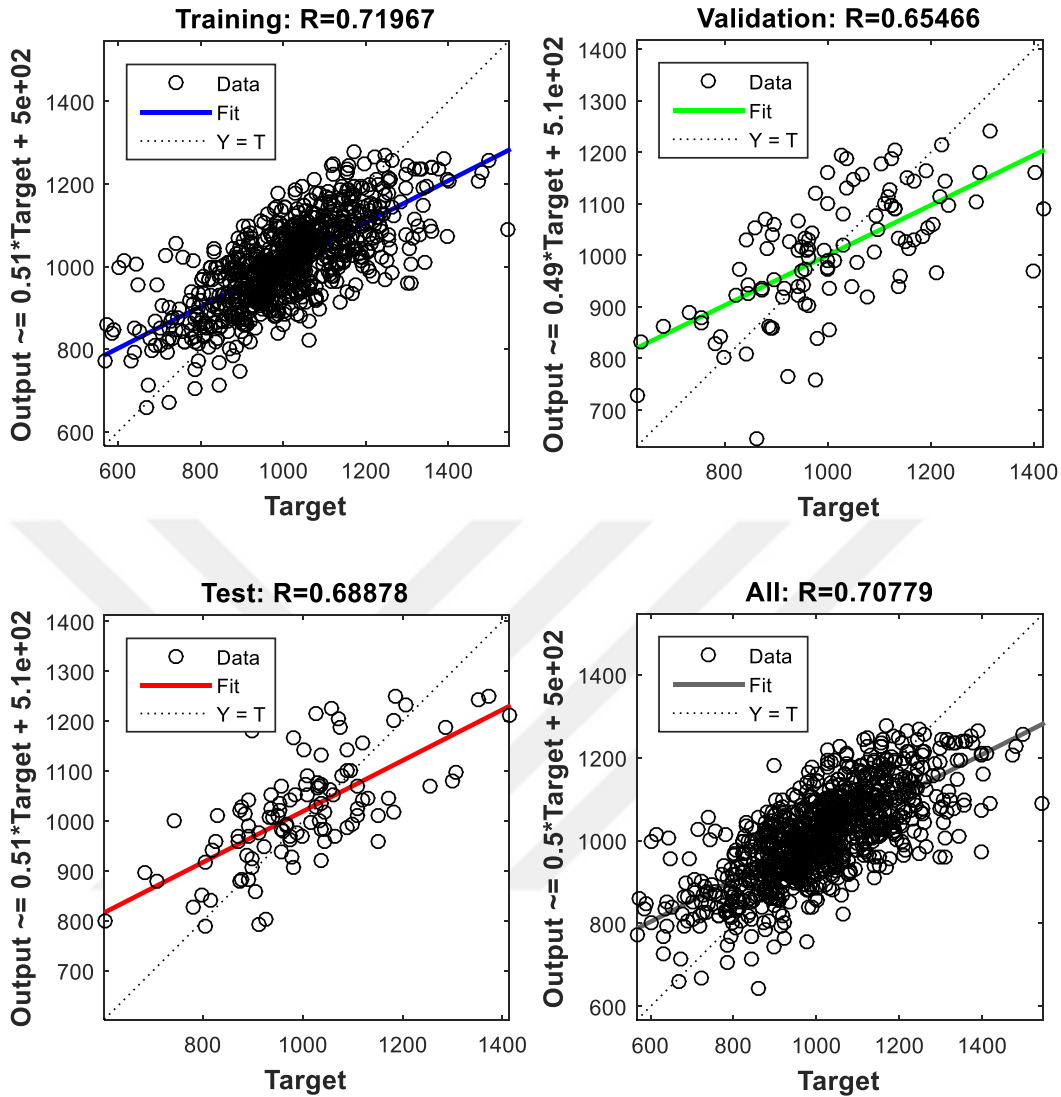 Training: R=0.71967
Output ~= 0.51*Target + 5e+02
Data
Fit
Y = T
1400
1200
1000
800
600
600 800 1000 1200 1400
Target
Validation: R=0.65466
Output ~= 0.49*Target + 5.1e+02
Data
Fit
Y = T
1400
1300
1200
1100
1000
900
800
700
800 1000 1200 1400
Target
Test: R=0.68878
Output ~= 0.51*Target + 5.1e+02
Data
Fit
Y = T
1400
1300
1200
1100
1000
900
800
700
800 1000 1200 1400
Target
All: R=0.70779
Output ~= 0.5*Target + 5e+02
Data
Fit
Y = T
1400
1200
1000
800
600
600 800 1000 1200 1400
Target